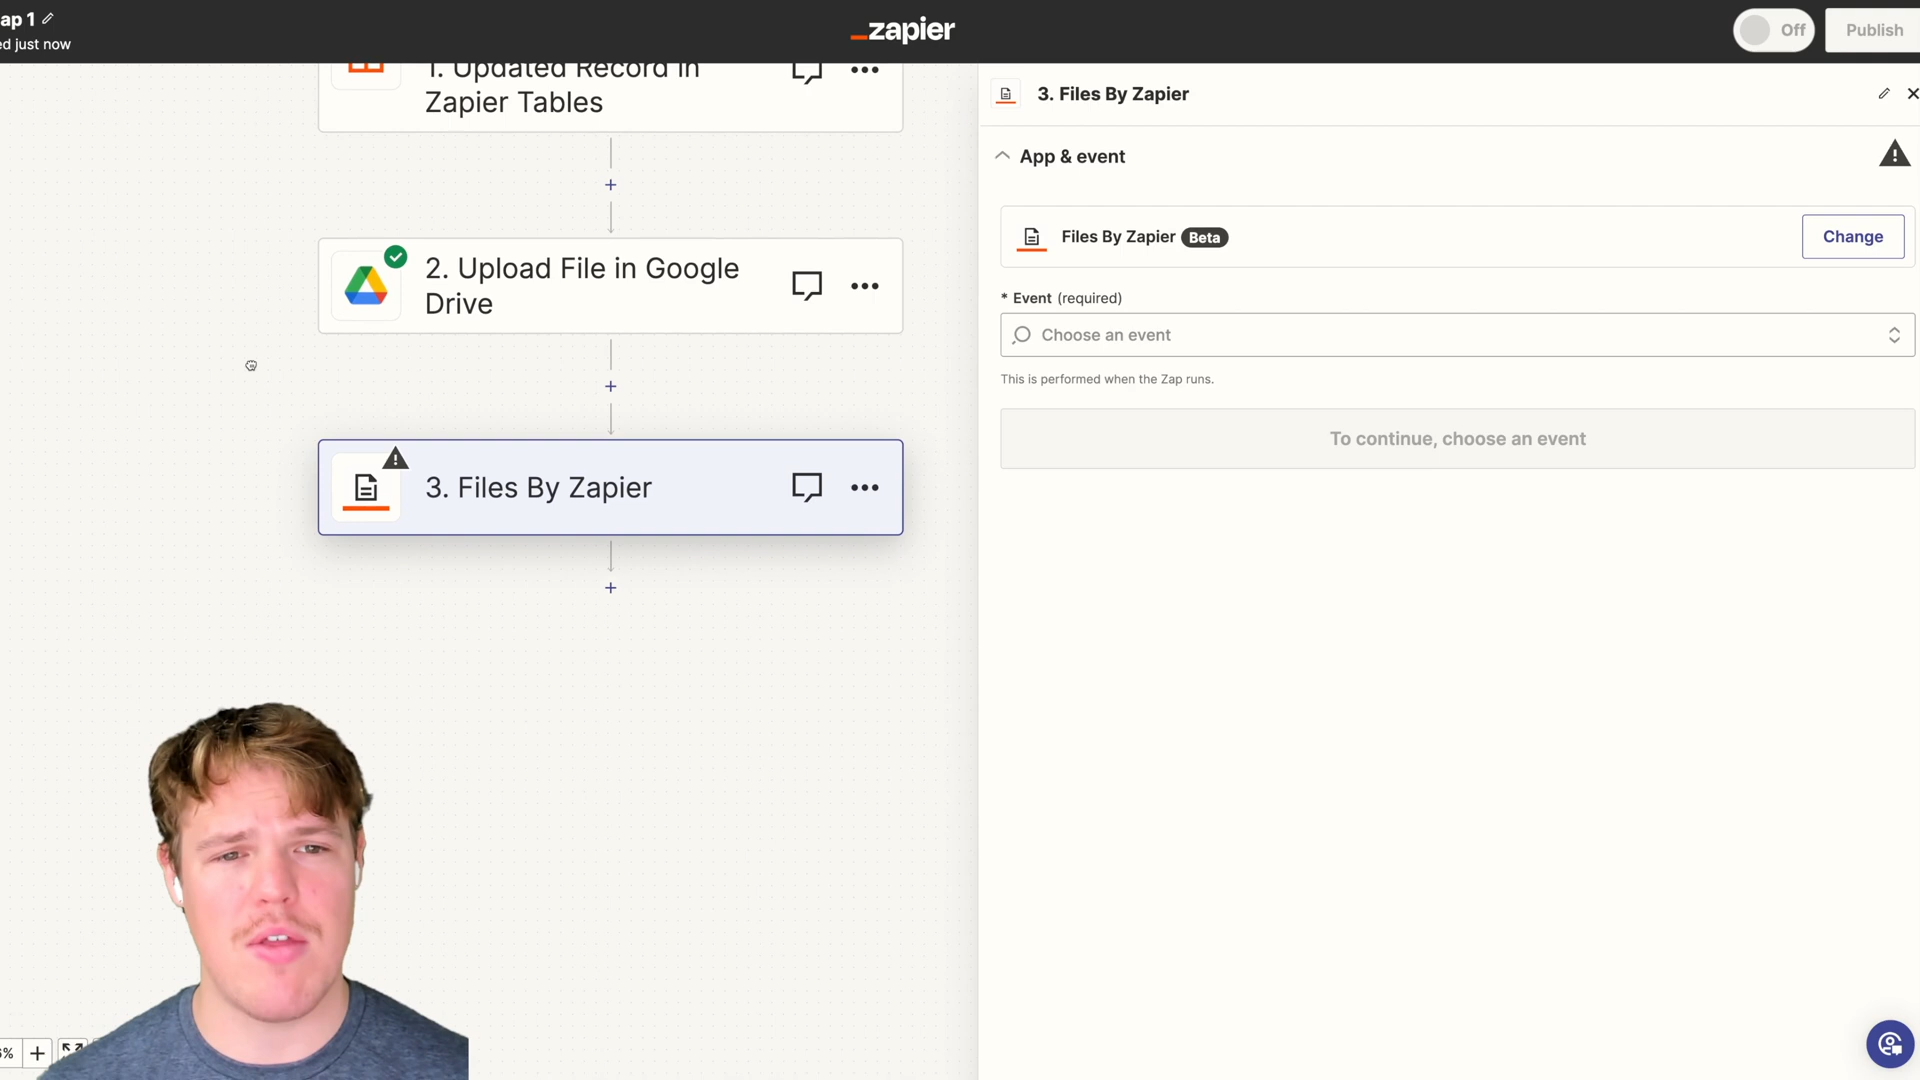 ap 1
ed just now
zapier
Off
Publish
1. Updated Record in
Zapier Tables
2. Upload File in Google
Drive
3. Files By Zapier
%
3. Files By Zapier
App & event
Files By Zapier Beta
Change
* Event (required)
Choose an event
This is performed when the Zap runs.
To continue, choose an event